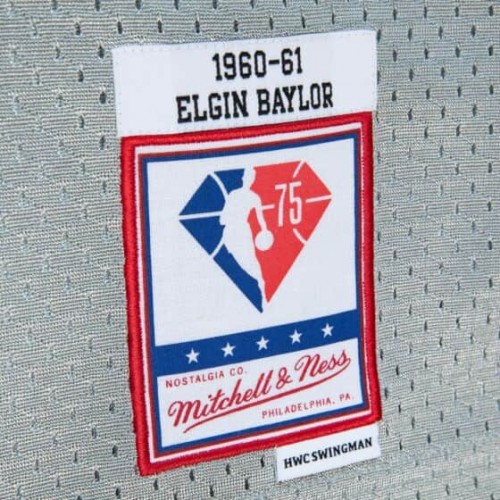 1960-61
ELGIN BAYLOR
75
NOSTALGIA CO.
Mitchell & Ness
PHILADELPHIA, PA.
HWC SWINGMAN